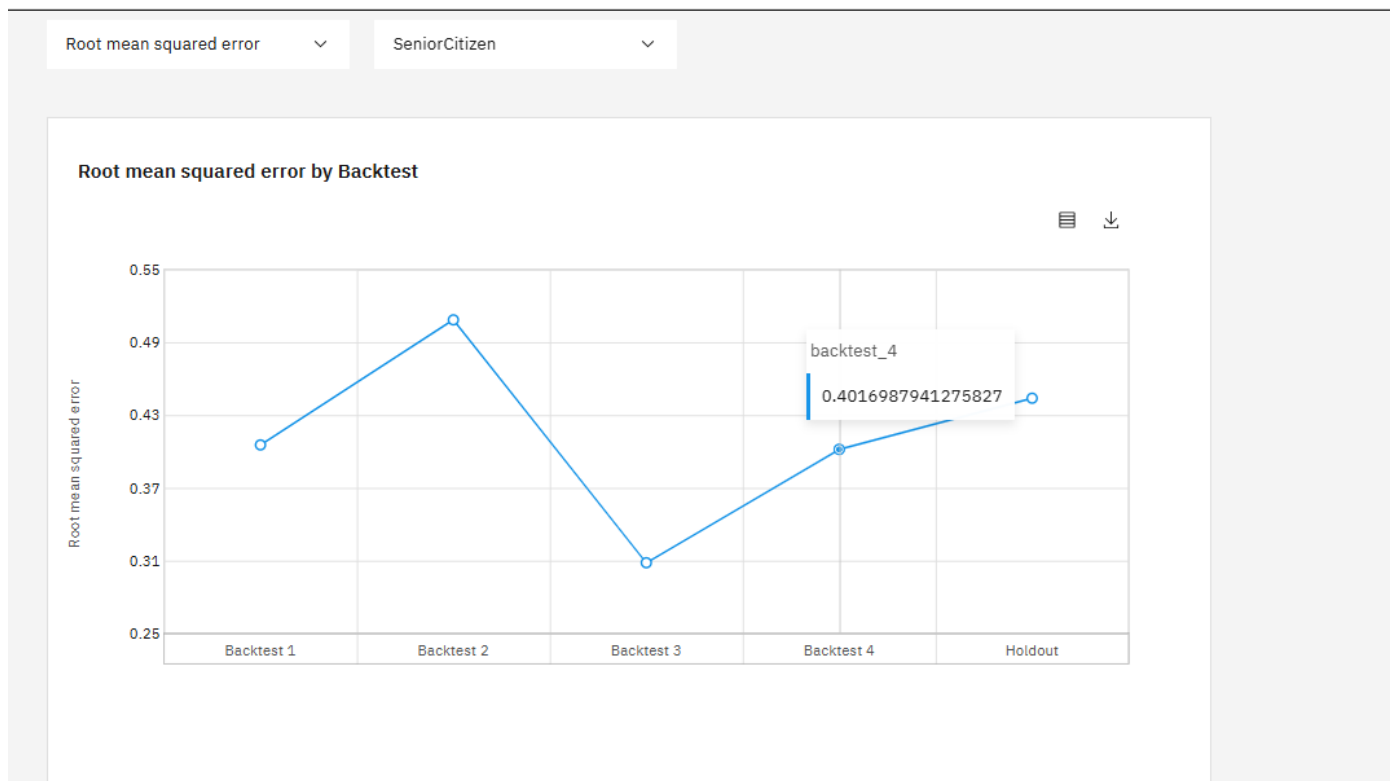 Root mean squared error
SeniorCitizen
Root mean squared error by Backtest
Root mean squared error
0.55
0.49
0.43
0.37
0.31
0.25
backtest_4
0.4016987941275827
Backtest 1
Backtest 2
Backtest 3
Backtest 4
Holdout